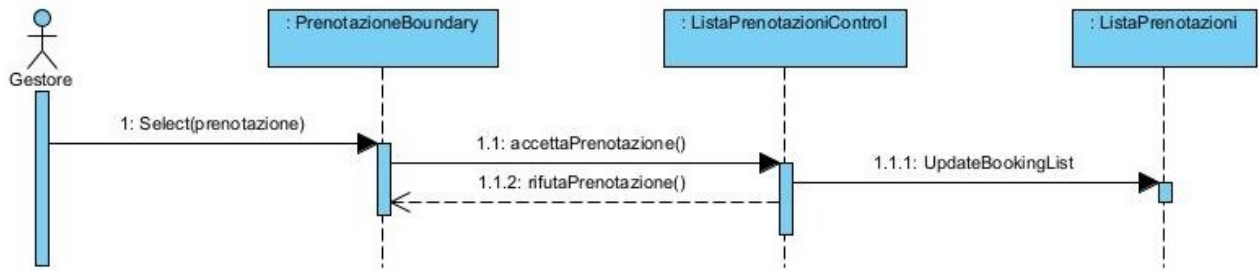 : PrenotazioneBoundary
: ListaPrenotazioniControl
: ListaPrenotazioni
Gestore
1: Select(prenotazione)
1.1: accettaPrenotazione()
1.1.1: UpdateBookingList
1.1.2: rifutaPrenotazione()